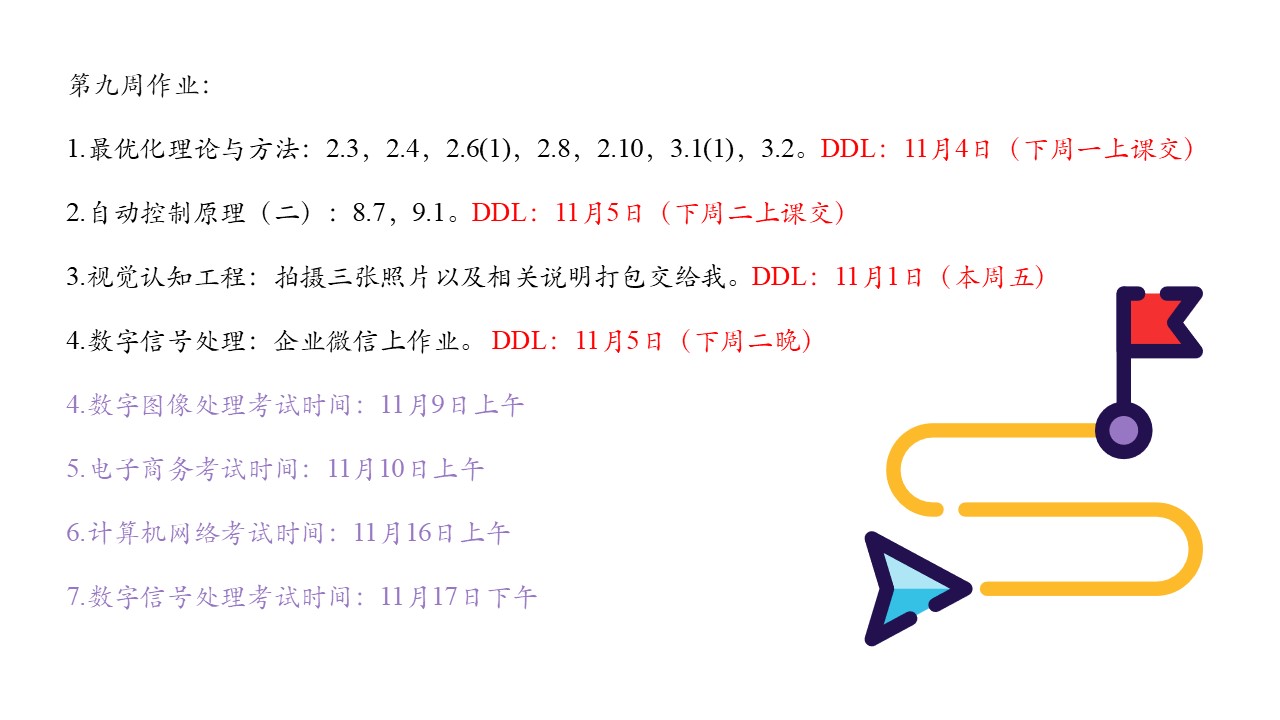 第九周作业：
1.最优化理论与方法：2.3，2.4，2.6(1)，2.8，2.10，3.1(1)，3.2。DDL：11月4日（下周一上课交）
2.自动控制原理（二）：8.7，9.1。DDL：11月5日（下周二上课交）
3.视觉认知工程：拍摄三张照片以及相关说明打包交给我。DDL：11月1日（本周五）
4.数字信号处理：企业微信上作业。 DDL：11月5日（下周二晚）
4.数字图像处理考试时间：11月9日上午
5.电子商务考试时间：11月10日上午
6.计算机网络考试时间：11月16日上午
7.数字信号处理考试时间：11月17日下午